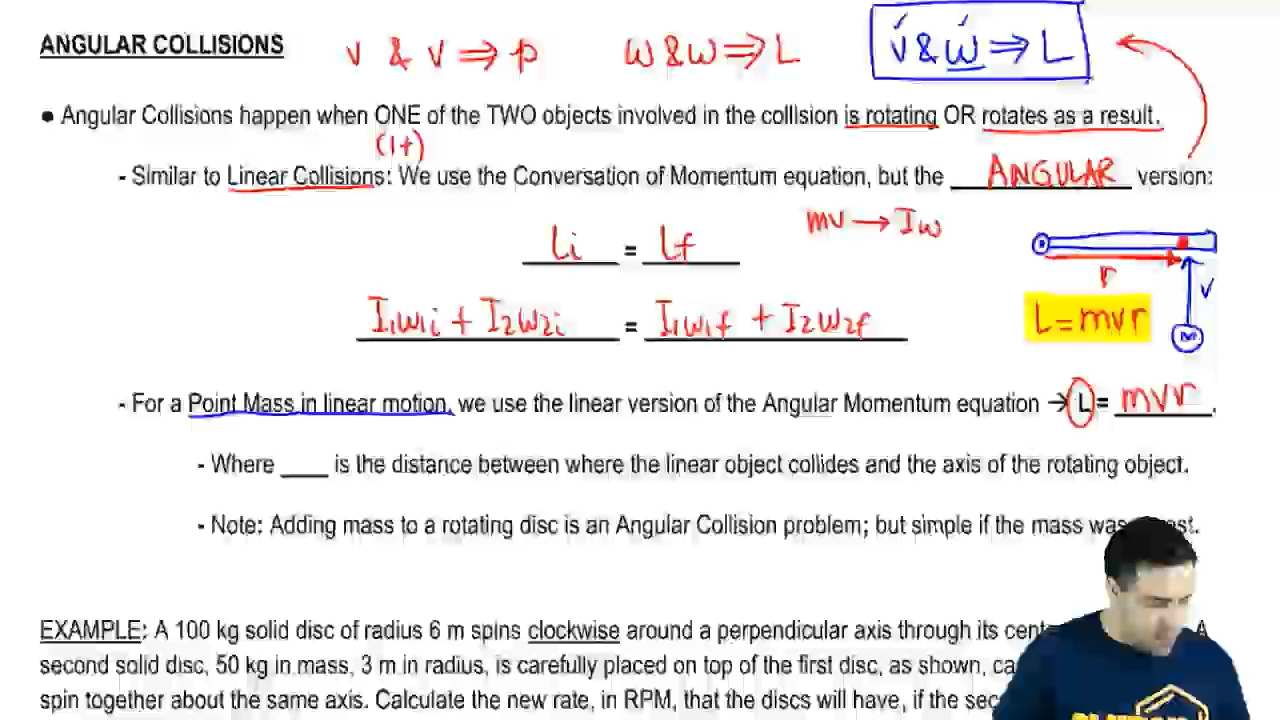 ANGULAR COLLISIONS v & v ⇒ p ω & ω ⇒ L v & ω ⇒ L
● Angular Collisions happen when ONE of the TWO objects involved in the collision is rotating OR rotates as a result.
(1+)
- Similar to Linear Collisions: We use the Conversation of Momentum equation, but the ANGULAR version:
mv → Iω
Li = Lf
r
v
I1ω1i + I2ω2i = I1ω1f + I2ω2f
L = mvr
m
- For a Point Mass in linear motion, we use the linear version of the Angular Momentum equation → L = mvr.
- Where ____ is the distance between where the linear object collides and the axis of the rotating object.
- Note: Adding mass to a rotating disc is an Angular Collision problem; but simple if the mass was
EXAMPLE: A 100 kg solid disc of radius 6 m spins clockwise around a perpendicular axis through its A
second solid disc, 50 kg in mass, 3 m in radius, is carefully placed on top of the first disc, as shown,
spin together about the same axis. Calculate the new rate, in RPM, that the discs will have, if the